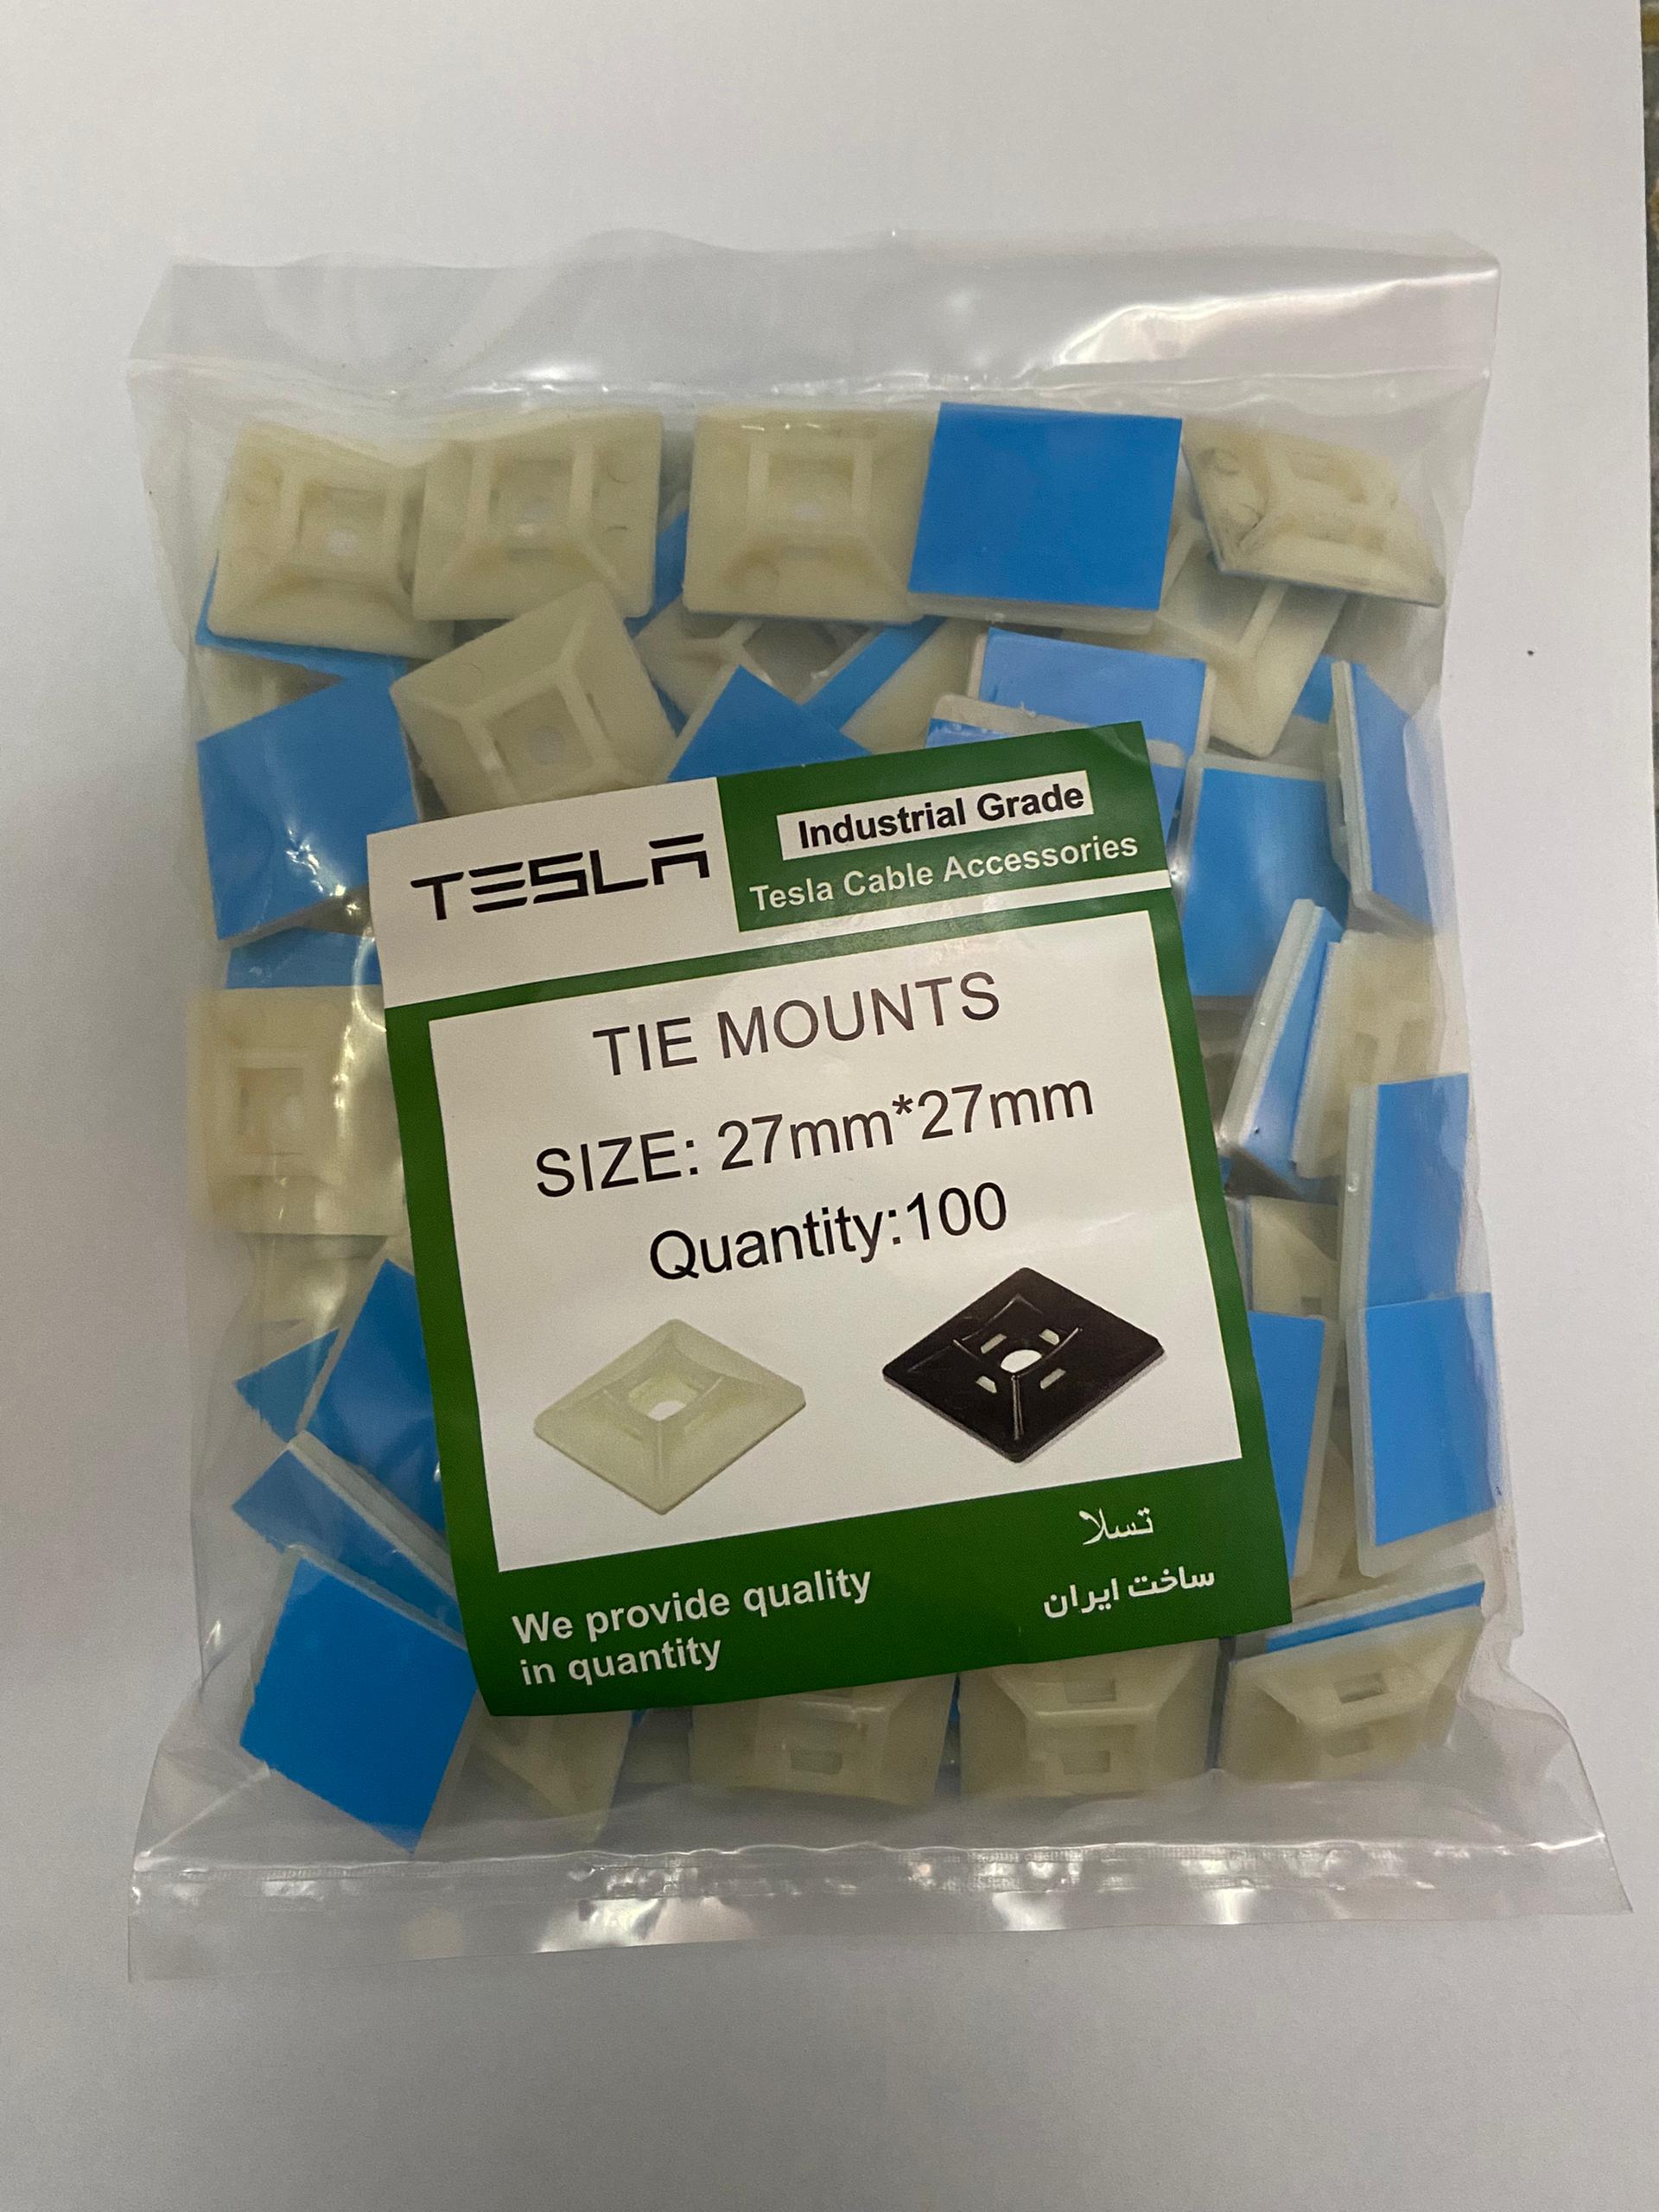 TESLA
Industrial Grade
Tesla Cable Accessories
TIE MOUNTS
SIZE: 27mm*27mm
Quantity:100
We provide quality
in quantity
تسلا
ساخت ایران